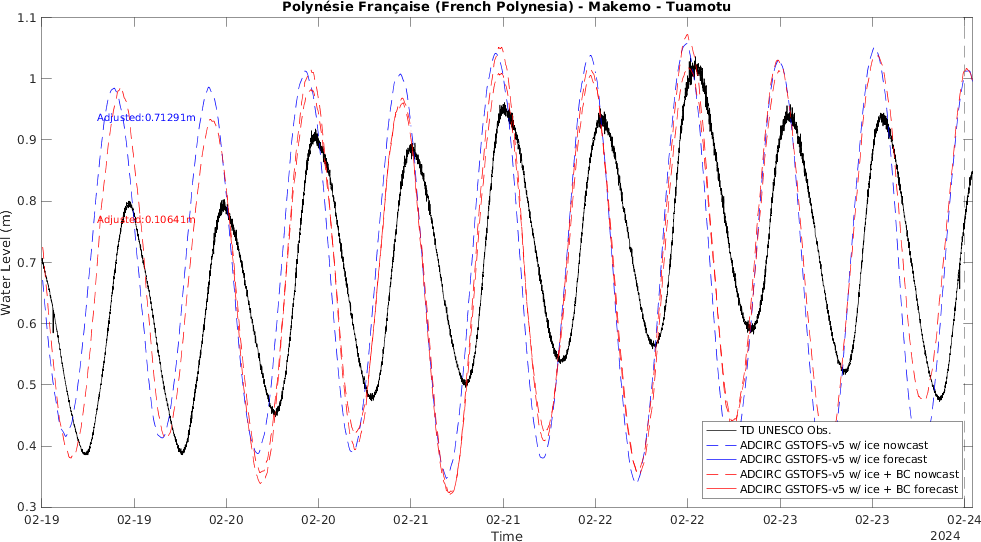 Polynésie Française (French Polynesia) - Makemo - Tuamotu
1.1
1
0.9
0.8
0.7
0.6
0.5
0.4
0.3
Water Level (m)
Adjusted:0.71291m
Adjusted:0.10641m
TD UNESCO Obs.
ADCIRC GSTOFS-v5 w/ ice nowcast
ADCIRC GSTOFS-v5 w/ ice forecast
ADCIRC GSTOFS-v5 w/ ice + BC nowcast
ADCIRC GSTOFS-v5 w/ ice + BC forecast
02-19 02-19 02-20 02-20 02-21 02-21 02-22 02-22 02-23 02-23 02-24
2024
Time